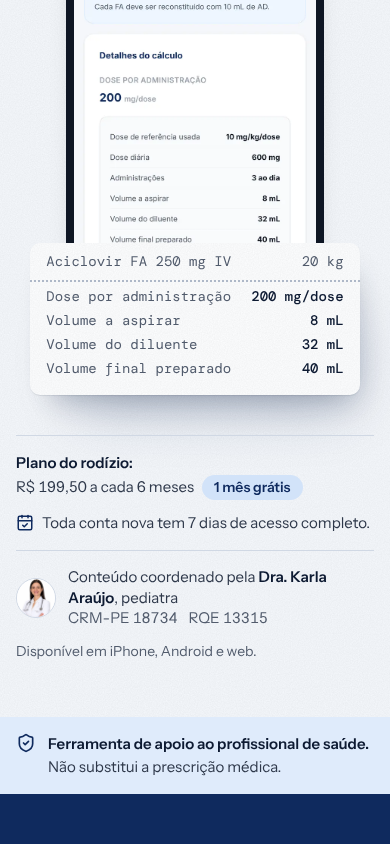 Cada FA deve ser reconstituído com 10 mL de AD.
Detalhes do cálculo
DOSE POR ADMINISTRAÇÃO
200 mg/dose
Dose de referência usada 10 mg/kg/dose
Dose diária 600 mg
Administrações 3 ao dia
Volume a aspirar 8 mL
Volume do diluente 32 mL
Volume final preparado 40 mL
Aciclovir FA 250 mg IV 20 kg
Dose por administração 200 mg/dose
Volume a aspirar 8 mL
Volume do diluente 32 mL
Volume final preparado 40 mL
Plano do rodízio:
R$ 199,50 a cada 6 meses 1 mês grátis
Toda conta nova tem 7 dias de acesso completo.
Conteúdo coordenado pela Dra. Karla
Araújo, pediatra
CRM-PE 18734 RQE 13315
Disponível em iPhone, Android e web.
Ferramenta de apoio ao profissional de saúde.
Não substitui a prescrição médica.